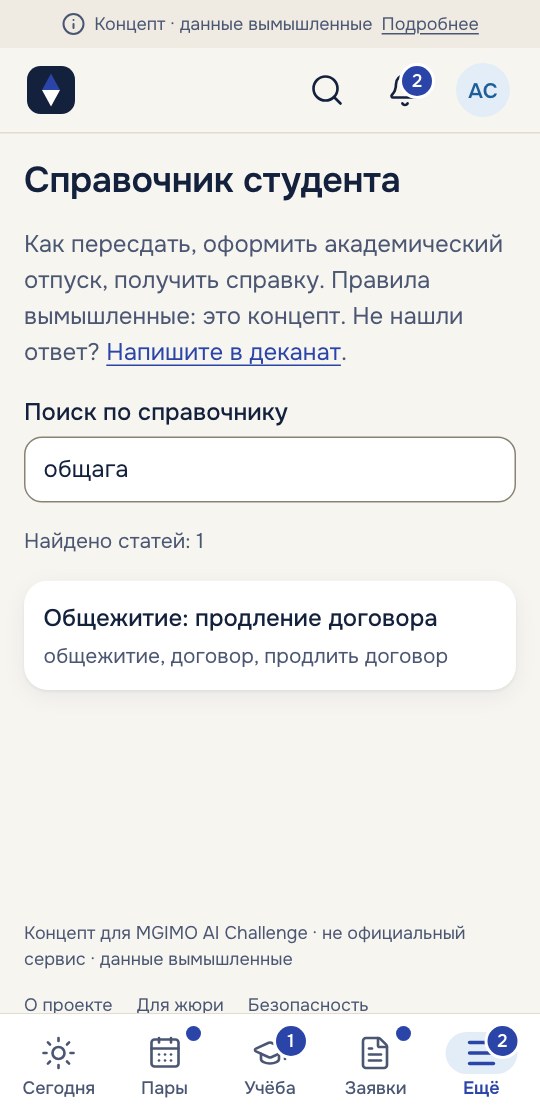 Концепт · данные вымышленные Подробнее
2
АС
Справочник студента
Как пересдать, оформить академический
отпуск, получить справку. Правила
вымышленные: это концепт. Не нашли
ответ? Напишите в деканат.
Поиск по справочнику
общага
Найдено статей: 1
Общежитие: продление договора
общежитие, договор, продлить договор
Концепт для MGIMO AI Challenge · не официальный
сервис · данные вымышленные
О проекте Для жюри Безопасность
1 2
Сегодня Пары Учёба Заявки Ещё